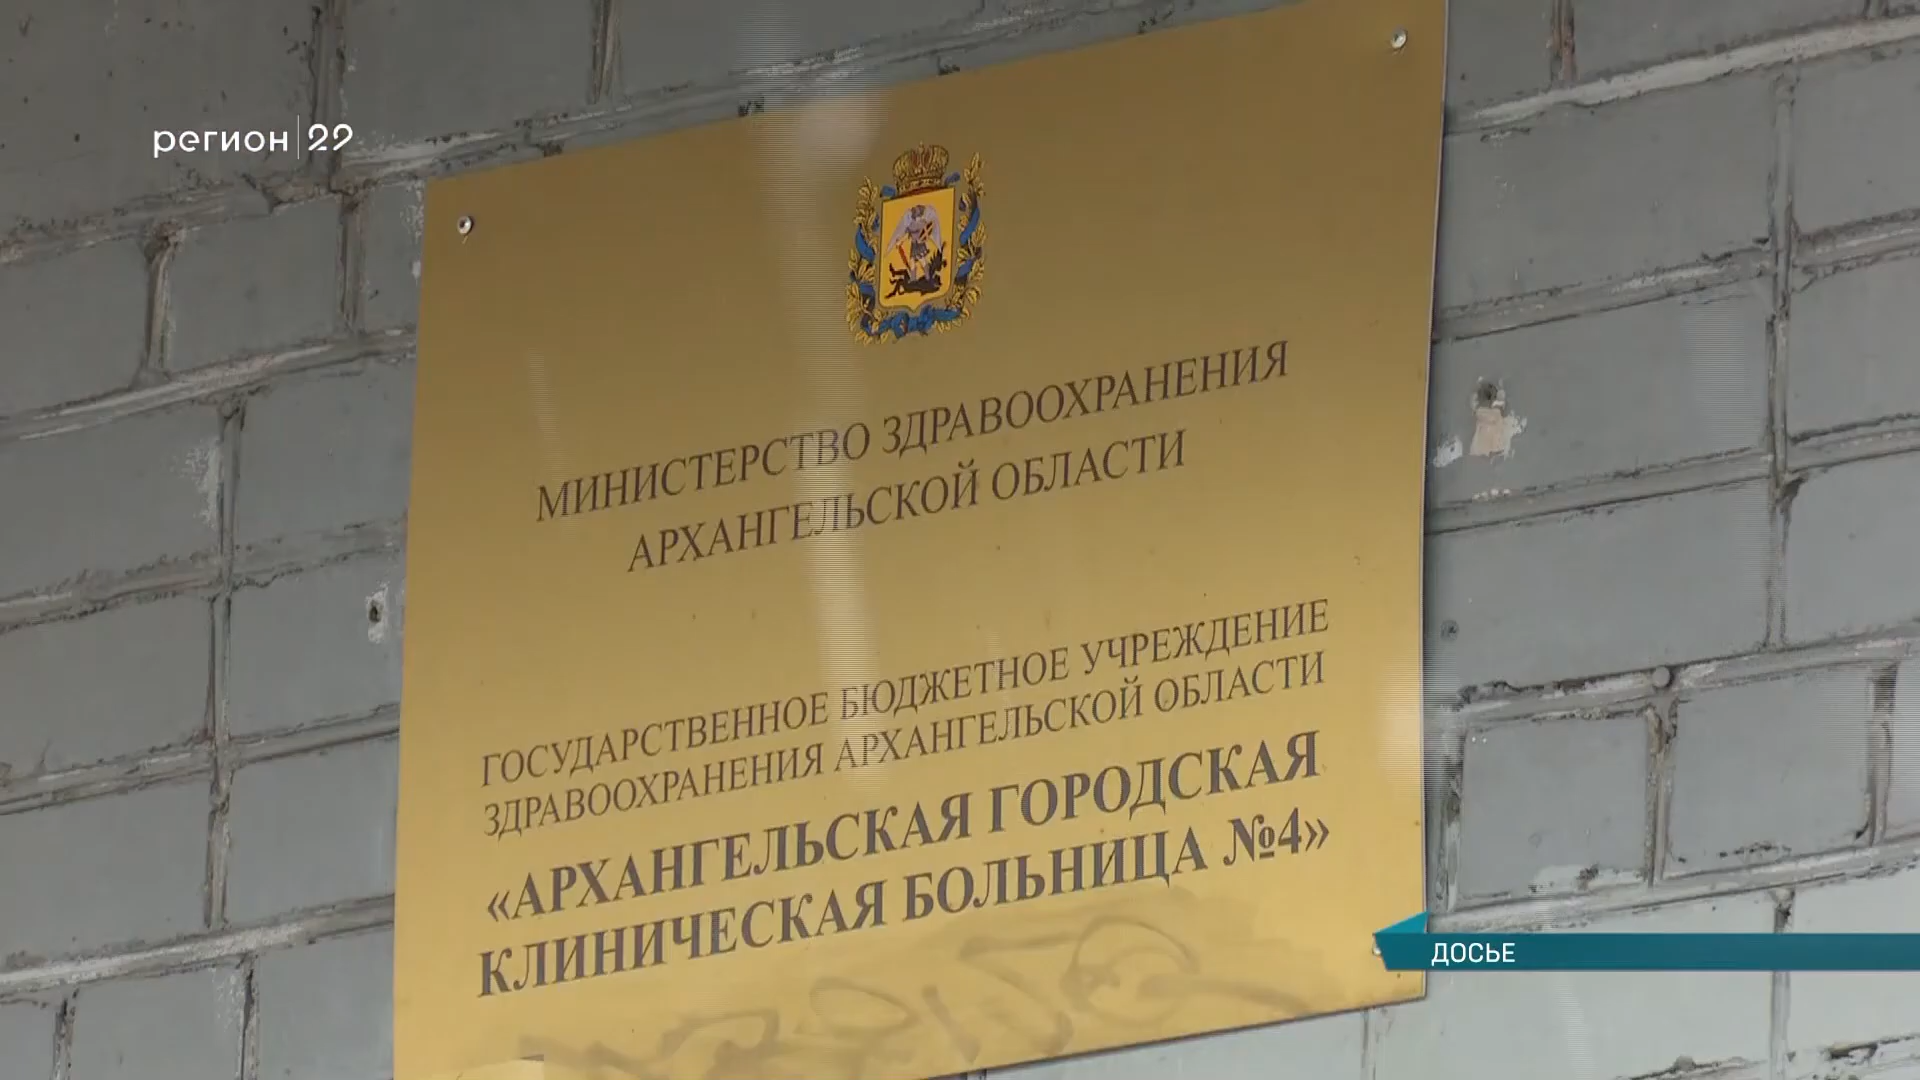 регион 29
МИНИСТЕРСТВО ЗДРАВООХРАНЕНИЯ
АРХАНГЕЛЬСКОЙ ОБЛАСТИ
ГОСУДАРСТВЕННОЕ БЮДЖЕТНОЕ УЧРЕЖДЕНИЕ
ЗДРАВООХРАНЕНИЯ АРХАНГЕЛЬСКОЙ ОБЛАСТИ
«АРХАНГЕЛЬСКАЯ ГОРОДСКАЯ
КЛИНИЧЕСКАЯ БОЛЬНИЦА №4»
ДОСЬЕ